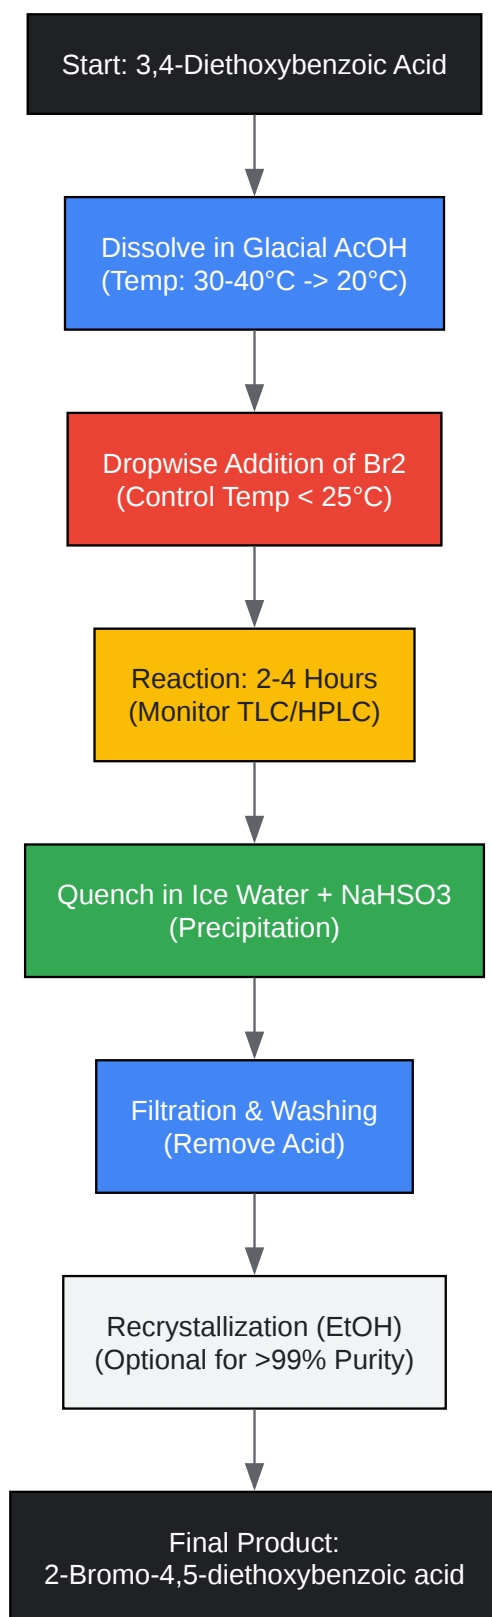 Start: 3,4-Diethoxybenzoic Acid
Dissolve in Glacial AcOH
(Temp: 30-40°C -> 20°C)
Dropwise Addition of Br2
(Control Temp < 25°C)
Reaction: 2-4 Hours
(Monitor TLC/HPLC)
Quench in Ice Water + NaHSO3
(Precipitation)
Filtration & Washing
(Remove Acid)
Recrystallization (EtOH)
(Optional for >99% Purity)
Final Product:
2-Bromo-4,5-diethoxybenzoic acid